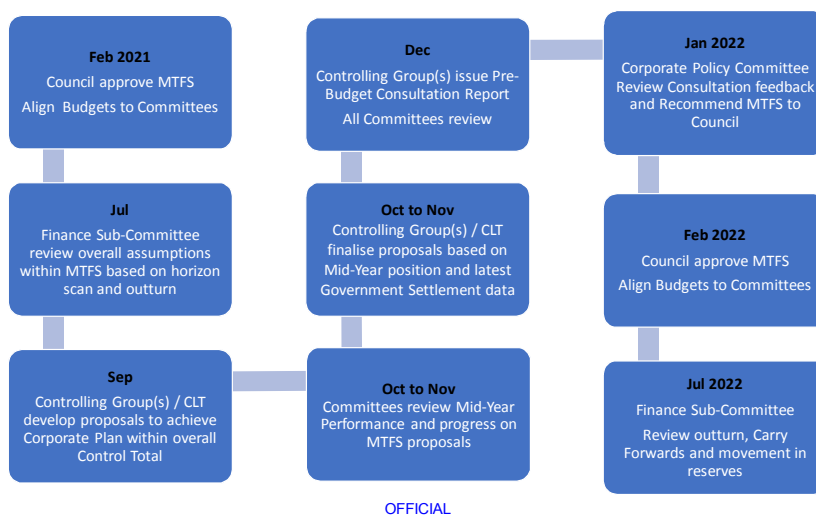 Feb 2021
Council approve MTFS
Align Budgets to Committees
Jul
Finance Sub-Committee
review overall assumptions
within MTFS based on horizon
scan and outturn
Sep
Controlling Group(s) / CLT
develop proposals to achieve
Corporate Plan within overall
Control Total
Oct to Nov
Committees review Mid-Year
Performance and progress on
MTFS proposals
Oct to Nov
Controlling Group(s) / CLT
finalise proposals based on
Mid-Year position and latest
Government Settlement data
Dec
Controlling Group(s) issue Pre-
Budget Consultation Report
All Committees review
Jan 2022
Corporate Policy Committee
Review Consultation feedback
and Recommend MTFS to
Council
Feb 2022
Council approve MTFS
Align Budgets to Committees
Jul 2022
Finance Sub-Committee
Review outturn, Carry
Forwards and movement in
reserves
OFFICIAL